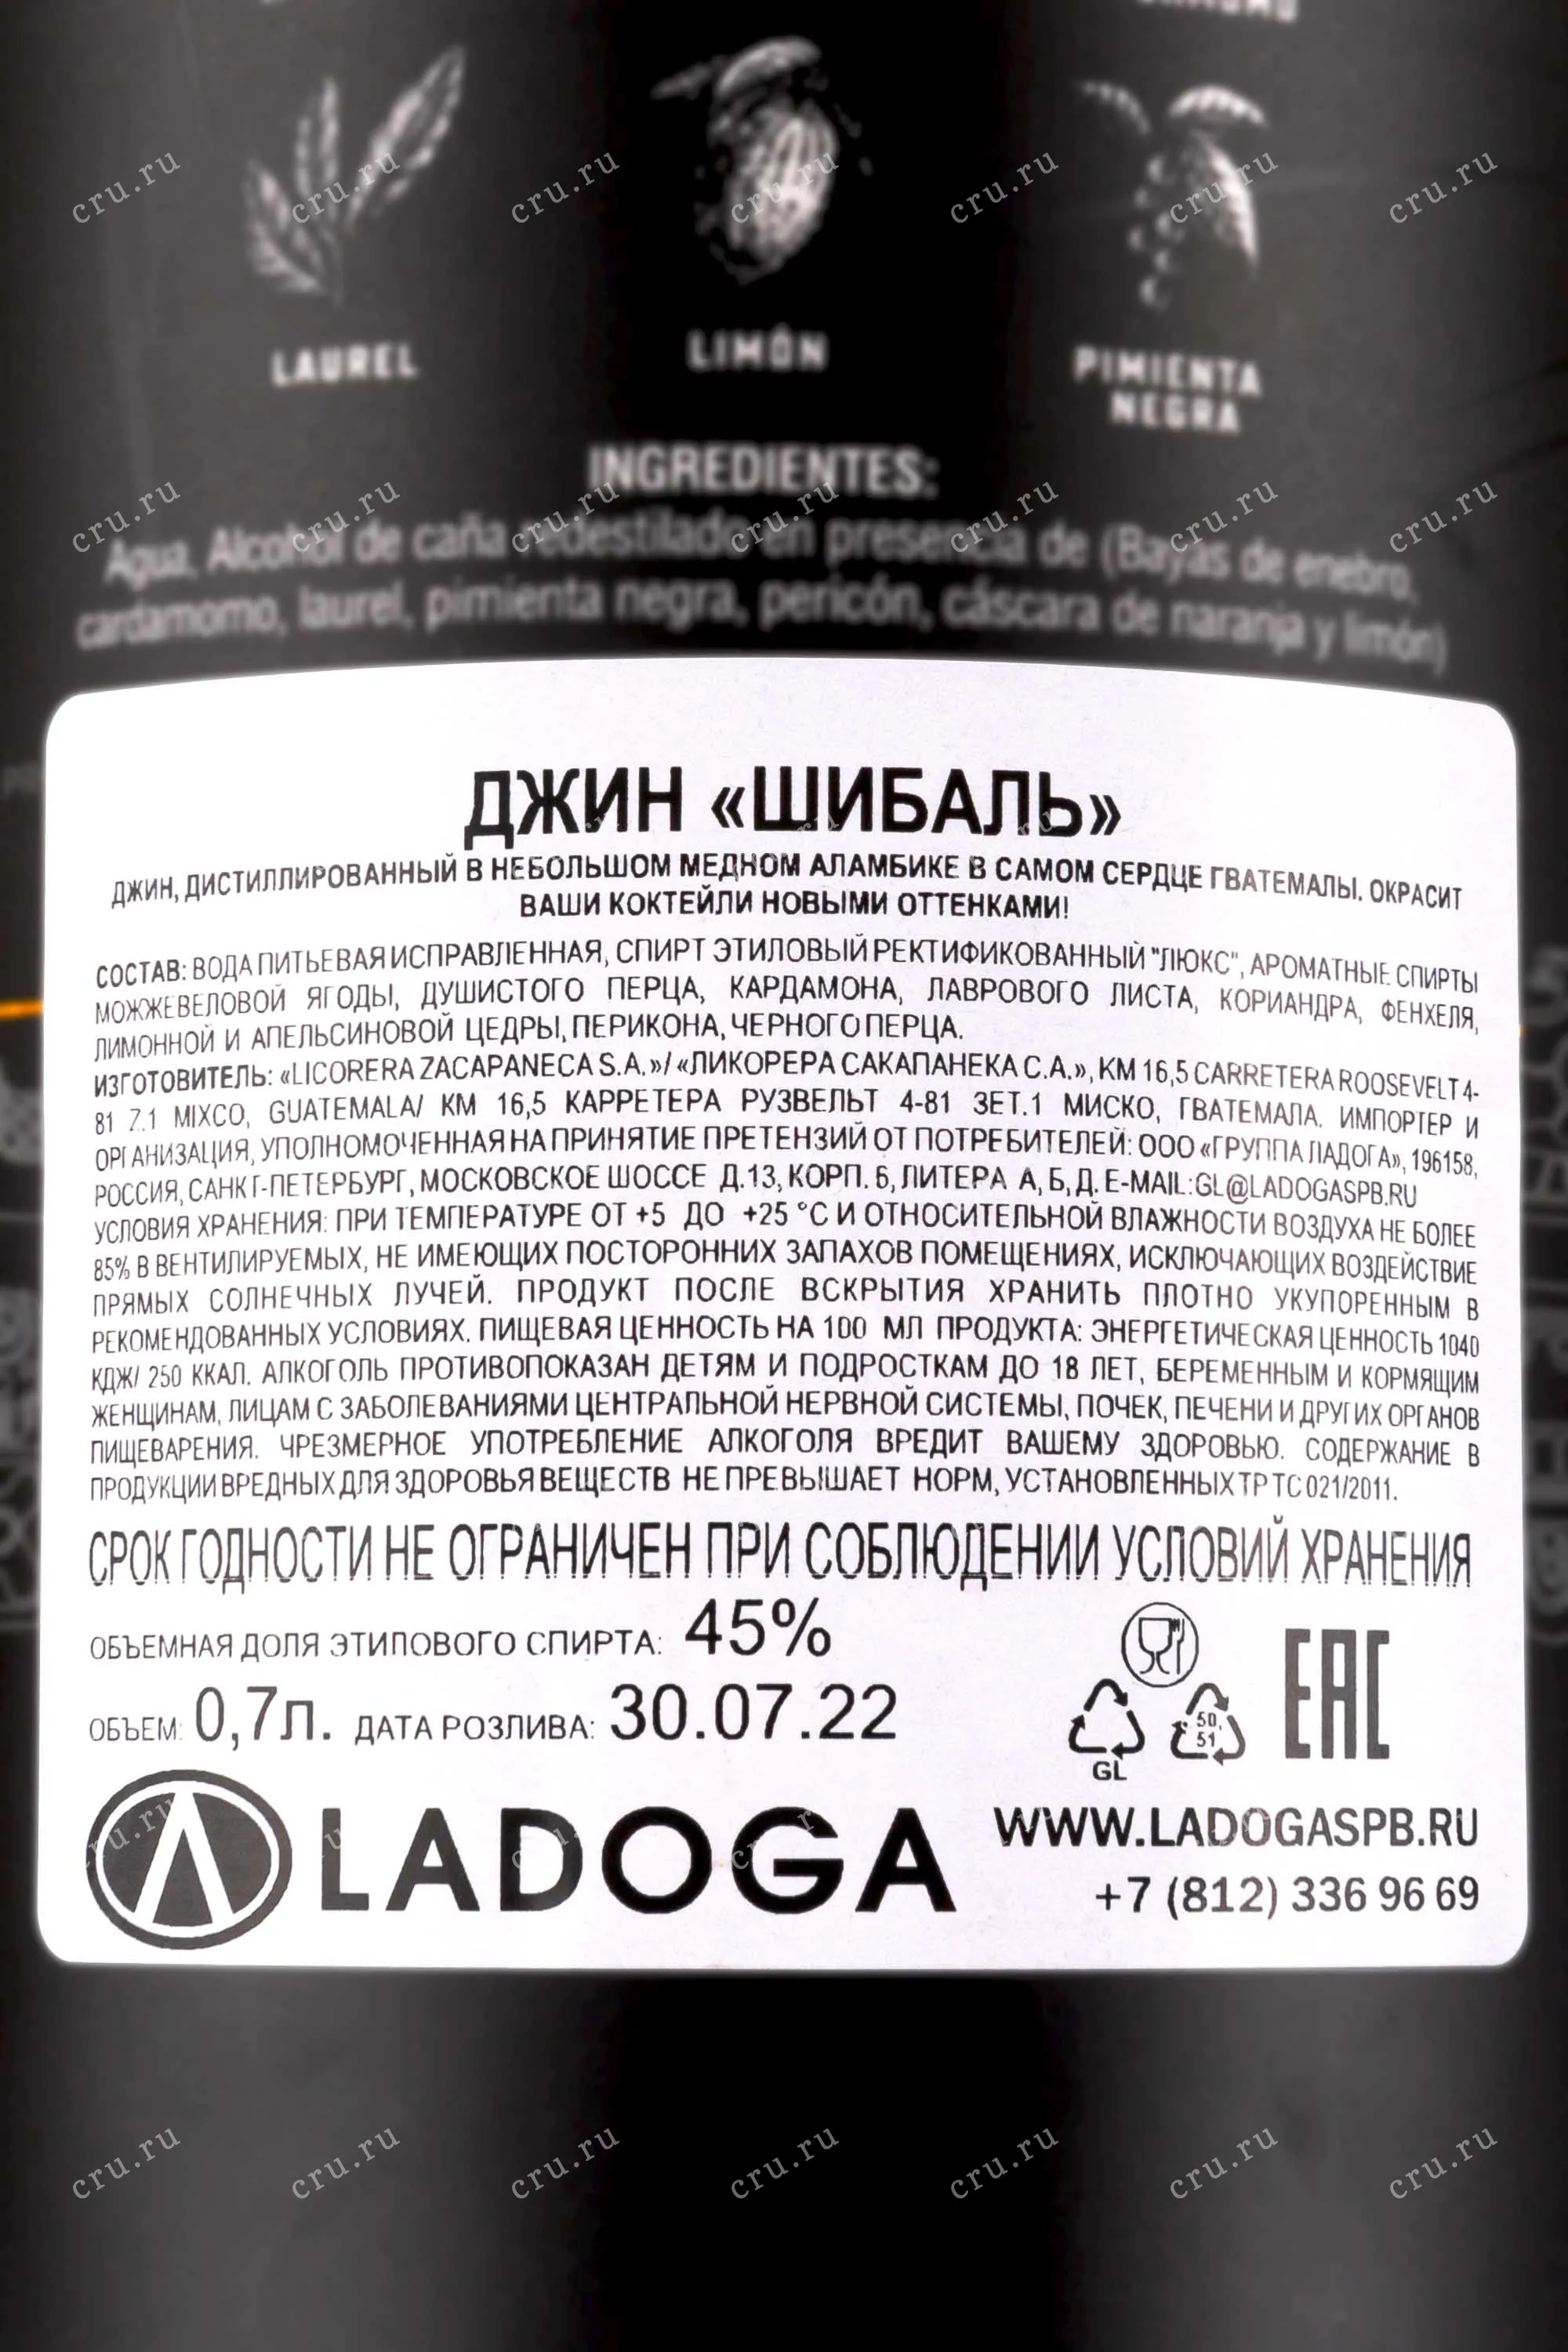 LAUREL
LIMÓN
PIMIENTA
NEGRA
INGREDIENTES:
Agua, Alcohol de caña redestilado en presencia de (Bayas de enebro,
cardamomo, laurel, pimienta negra, pericón, cáscara de naranja y limón)
ДЖИН «ШИБАЛЬ»
ДЖИН, ДИСТИЛЛИРОВАННЫЙ В НЕБОЛЬШОМ МЕДНОМ АЛАМБИКЕ В САМОМ СЕРДЦЕ ГВАТЕМАЛЫ. ОКРАСИТ
ВАШИ КОКТЕЙЛИ НОВЫМИ ОТТЕНКАМИ!
СОСТАВ: ВОДА ПИТЬЕВАЯ ИСПРАВЛЕННАЯ, СПИРТ ЭТИЛОВЫЙ РЕКТИФИКОВАННЫЙ "ЛЮКС", АРОМАТНЫЕ СПИРТЫ
МОЖЖЕВЕЛОВОЙ ЯГОДЫ, ДУШИСТОГО ПЕРЦА, КАРДАМОНА, ЛАВРОВОГО ЛИСТА, КОРИАНДРА, ФЕНХЕЛЯ,
ЛИМОННОЙ И АПЕЛЬСИНОВОЙ ЦЕДРЫ, ПЕРИКОНА, ЧЕРНОГО ПЕРЦА.
ИЗГОТОВИТЕЛЬ: «LICORERA ZACAPANECA S.A.»/ «ЛИКОРЕРА САКАПАНЕКА С.А.», KM 16,5 CARRETERA ROOSEVELT 4-
81 Z.1 MIXCO, GUATEMALA/ КМ 16,5 КАРРЕТЕРА РУЗВЕЛЬТ 4-81 ЗЕТ.1 МИСКО, ГВАТЕМАЛА. ИМПОРТЕР И
ОРГАНИЗАЦИЯ, УПОЛНОМОЧЕННАЯ НА ПРИНЯТИЕ ПРЕТЕНЗИЙ ОТ ПОТРЕБИТЕЛЕЙ: ООО «ГРУППА ЛАДОГА», 196158,
РОССИЯ, САНКТ-ПЕТЕРБУРГ, МОСКОВСКОЕ ШОССЕ Д.13, КОРП. 6, ЛИТЕРА А, Б, Д. E-MAIL:GL@LADOGASPB.RU
УСЛОВИЯ ХРАНЕНИЯ: ПРИ ТЕМПЕРАТУРЕ ОТ +5 ДО +25 °С И ОТНОСИТЕЛЬНОЙ ВЛАЖНОСТИ ВОЗДУХА НЕ БОЛЕЕ
85% В ВЕНТИЛИРУЕМЫХ, НЕ ИМЕЮЩИХ ПОСТОРОННИХ ЗАПАХОВ ПОМЕЩЕНИЯХ, ИСКЛЮЧАЮЩИХ ВОЗДЕЙСТВИЕ
ПРЯМЫХ СОЛНЕЧНЫХ ЛУЧЕЙ. ПРОДУКТ ПОСЛЕ ВСКРЫТИЯ ХРАНИТЬ ПЛОТНО УКУПОРЕННЫМ В
РЕКОМЕНДОВАННЫХ УСЛОВИЯХ. ПИЩЕВАЯ ЦЕННОСТЬ НА 100 МЛ ПРОДУКТА: ЭНЕРГЕТИЧЕСКАЯ ЦЕННОСТЬ 1040
КДЖ/ 250 ККАЛ. АЛКОГОЛЬ ПРОТИВОПОКАЗАН ДЕТЯМ И ПОДРОСТКАМ ДО 18 ЛЕТ, БЕРЕМЕННЫМ И КОРМЯЩИМ
ЖЕНЩИНАМ, ЛИЦАМ С ЗАБОЛЕВАНИЯМИ ЦЕНТРАЛЬНОЙ НЕРВНОЙ СИСТЕМЫ, ПОЧЕК, ПЕЧЕНИ И ДРУГИХ ОРГАНОВ
ПИЩЕВАРЕНИЯ. ЧРЕЗМЕРНОЕ УПОТРЕБЛЕНИЕ АЛКОГОЛЯ ВРЕДИТ ВАШЕМУ ЗДОРОВЬЮ. СОДЕРЖАНИЕ В
ПРОДУКЦИИ ВРЕДНЫХ ДЛЯ ЗДОРОВЬЯ ВЕЩЕСТВ НЕ ПРЕВЫШАЕТ НОРМ, УСТАНОВЛЕННЫХ ТР ТС 021/2011.
СРОК ГОДНОСТИ НЕ ОГРАНИЧЕН ПРИ СОБЛЮДЕНИИ УСЛОВИЙ ХРАНЕНИЯ
ОБЪЕМНАЯ ДОЛЯ ЭТИЛОВОГО СПИРТА: 45%
ОБЪЕМ: 0,7л. ДАТА РОЗЛИВА: 30.07.22
50,
51
GL
EAC
LADOGA
WWW.LADOGASPB.RU
+7 (812) 336 96 69
cru.ru